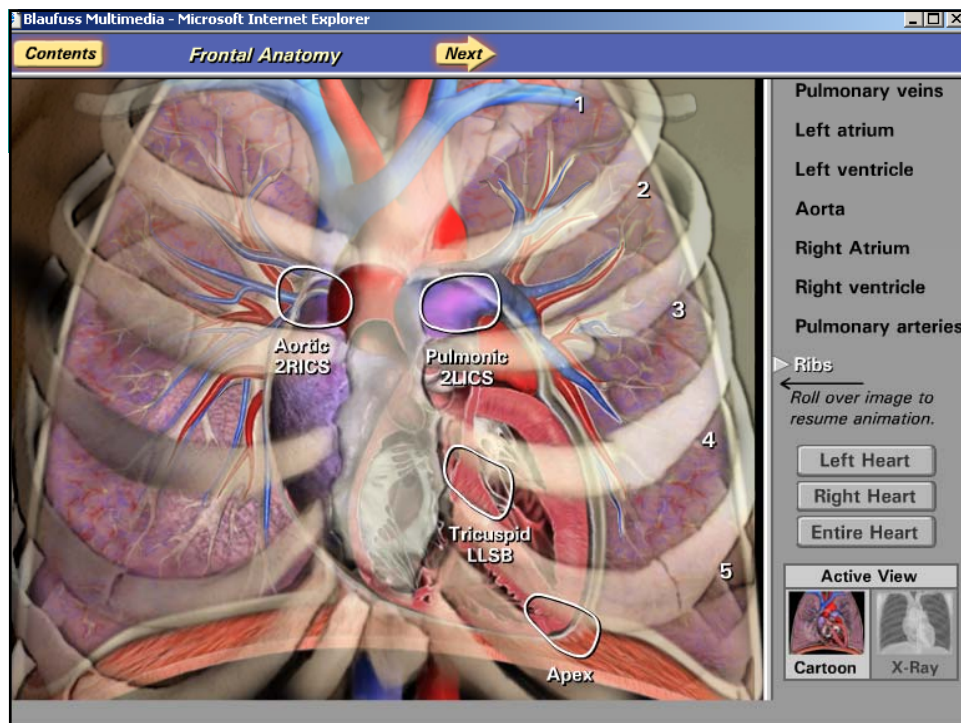 Blaufuss Multimedia - Microsoft Internet Explorer
Contents
Frontal Anatomy
Next
1
2
3
4
5
Aortic
2RICS
Pulmonic
2LICS
Tricuspid
LLSB
Apex
Pulmonary veins
Left atrium
Left ventricle
Aorta
Right Atrium
Right ventricle
Pulmonary arteries
Ribs
Roll over image to
resume animation.
Left Heart
Right Heart
Entire Heart
Active View
Cartoon
X-Ray